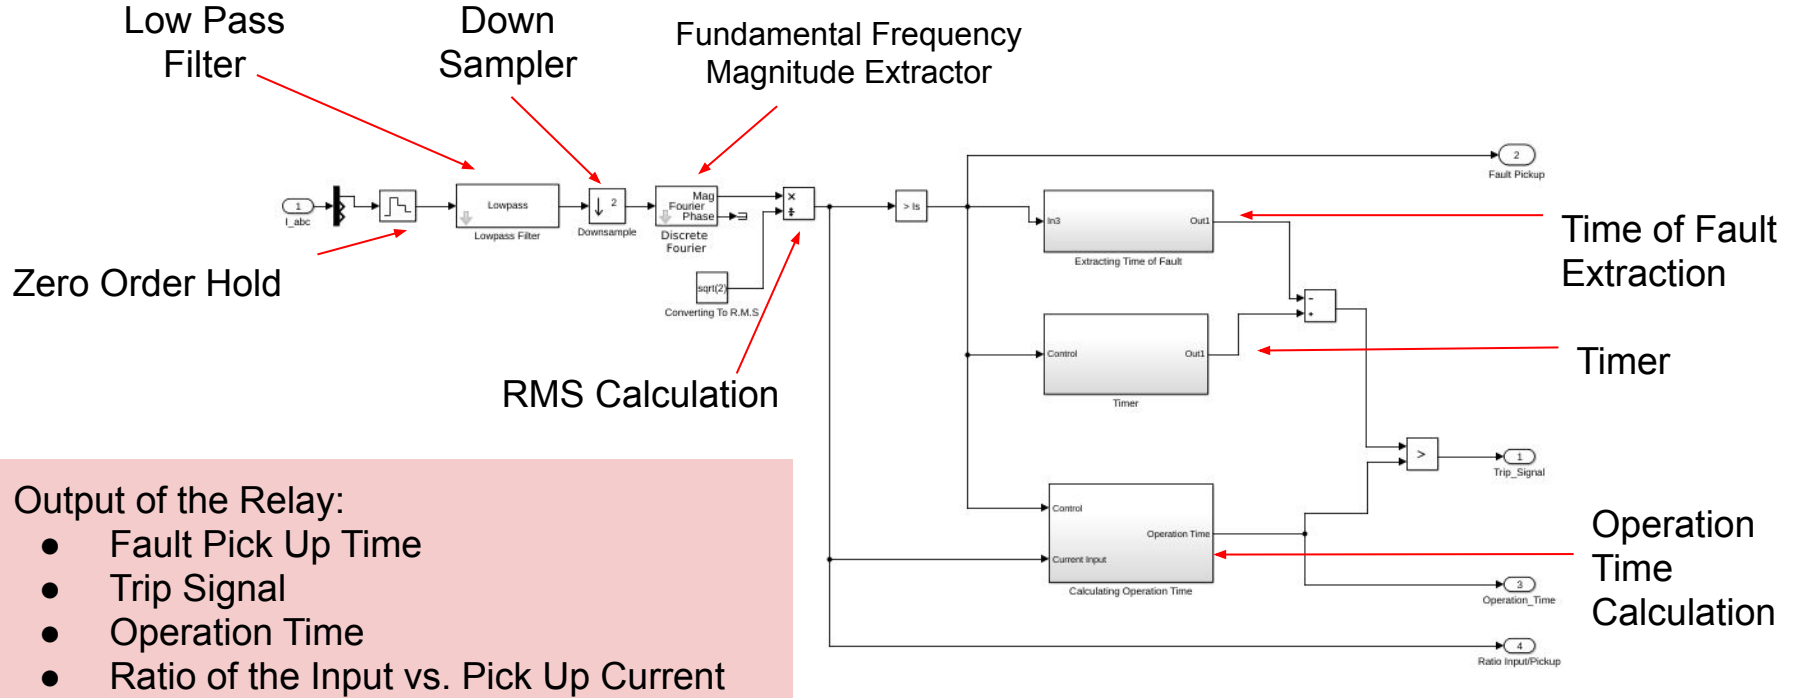 Low Pass
Filter
Down
Sampler
Fundamental Frequency
Magnitude Extractor
Zero Order Hold
RMS Calculation
Time of Fault
Extraction
Timer
Operation
Time
Calculation
1
I_abc
Lowpass
Lowpass Filter
2
Downsample
Mag
Fourier
Phase
Discrete
Fourier
×
÷
sqrt(2)
Converting To R.M.S
> Is
2
Fault Pickup
In3
Out1
Extracting Time of Fault
Control
Out1
Timer
−
+
>
1
Trip_Signal
Control
Operation Time
Current Input
Calculating Operation Time
3
Operation_Time
4
Ratio Input/Pickup
Output of the Relay:
● Fault Pick Up Time
● Trip Signal
● Operation Time
● Ratio of the Input vs. Pick Up Current